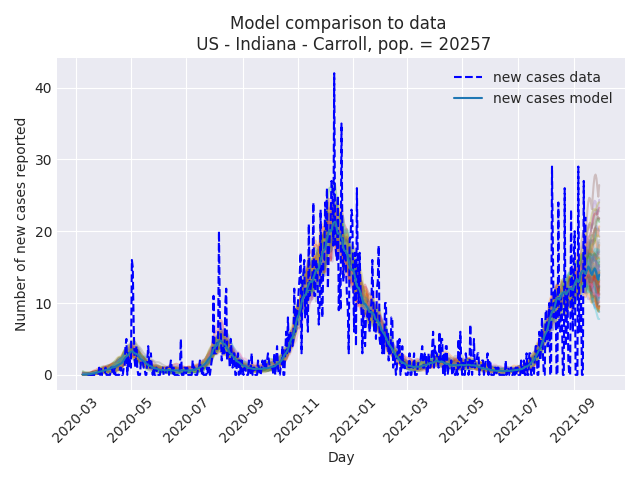 Model comparison to data
US - Indiana - Carroll, pop. = 20257
new cases data
new cases model
Number of new cases reported
40
30
20
10
0
2020-03
2020-05
2020-07
2020-09
2020-11
2021-01
2021-03
2021-05
2021-07
2021-09
Day